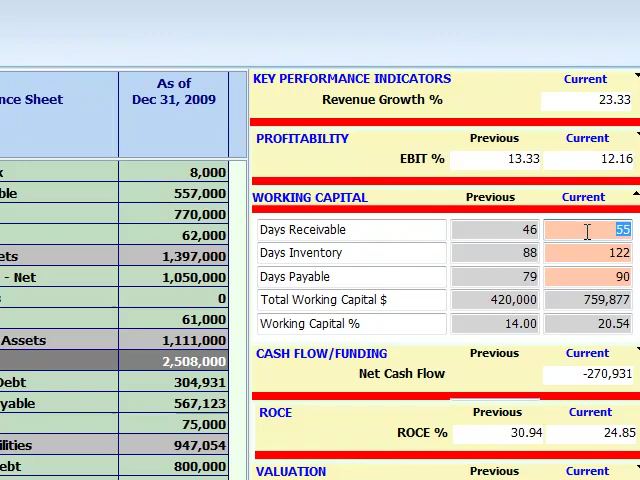 nce Sheet
As of
Dec 31, 2009
8,000
ble 557,000
770,000
62,000
ets 1,397,000
- Net 1,050,000
0
61,000
Assets 1,111,000
2,508,000
Debt 304,931
yable 567,123
75,000
ilities 947,054
ebt 800,000
KEY PERFORMANCE INDICATORS Current
Revenue Growth % 23.33
PROFITABILITY Previous Current
EBIT % 13.33 12.16
WORKING CAPITAL Previous Current
Days Receivable 46 55
Days Inventory 88 122
Days Payable 79 90
Total Working Capital $ 420,000 759,877
Working Capital % 14.00 20.54
CASH FLOW/FUNDING Previous Current
Net Cash Flow -270,931
ROCE Previous Current
ROCE % 30.94 24.85
VALUATION Previous Current